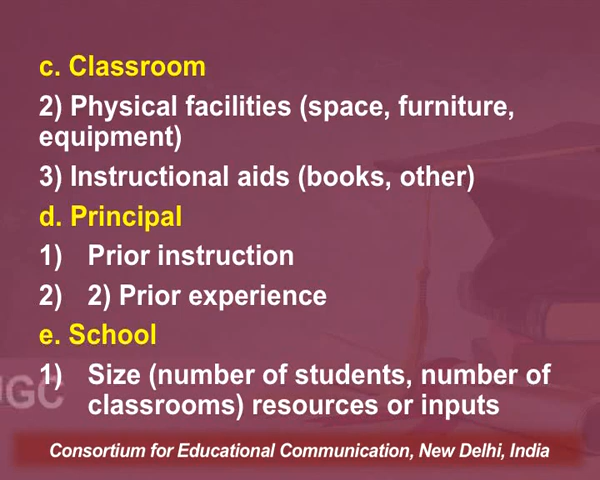 c. Classroom
2) Physical facilities (space, furniture,
equipment)
3) Instructional aids (books, other)
d. Principal
1) Prior instruction
2) 2) Prior experience
e. School
1) Size (number of students, number of
classrooms) resources or inputs
GC
Consortium for Educational Communication, New Delhi, India